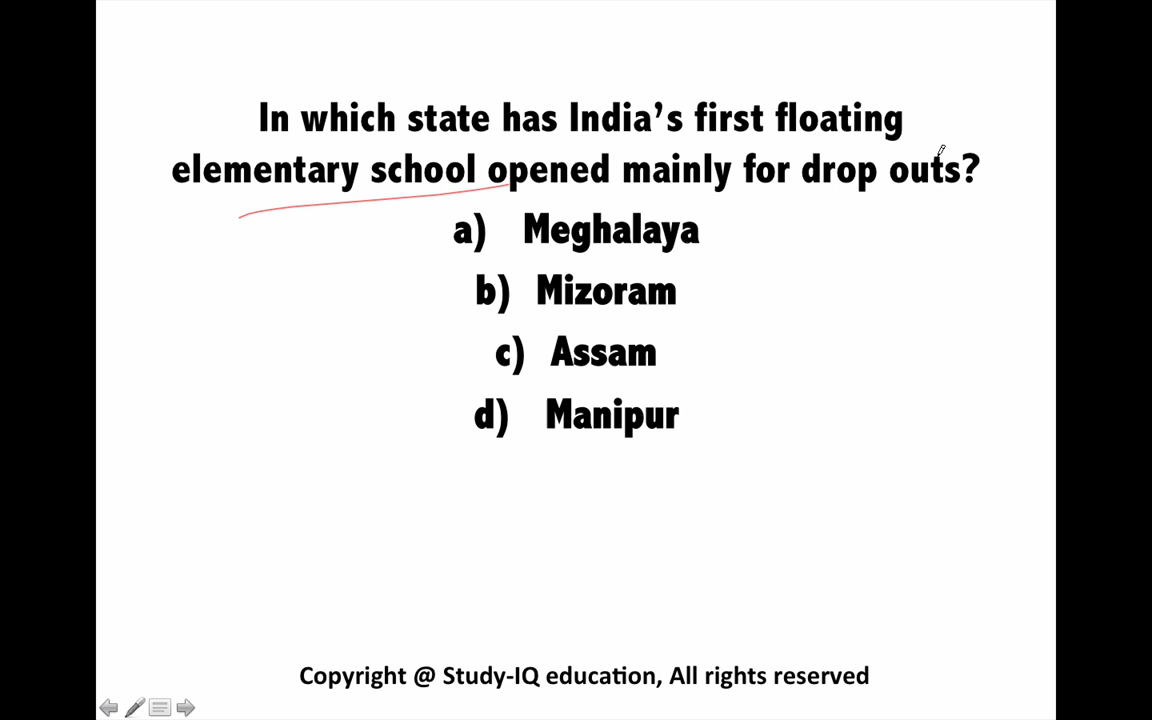 In which state has India’s first floating
elementary school opened mainly for drop outs?
a) Meghalaya
b) Mizoram
c) Assam
d) Manipur
Copyright @ Study-IQ education, All rights reserved